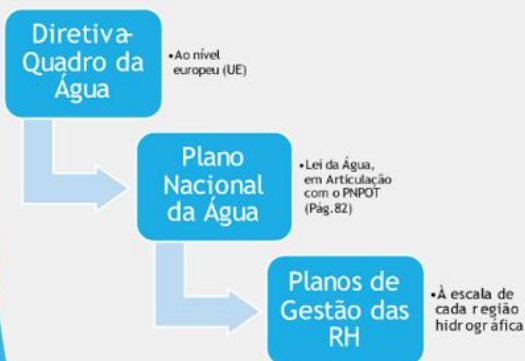 Diretiva-
Quadro da
Água
•Ao nível
europeu (UE)
Plano
Nacional
da Água
•Lei da Água,
em Articulação
com o PNPOT
(Pág.82)
Planos de
Gestão das
RH
•À escala de
cada região
hidrográfica